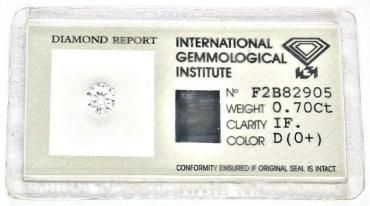 DIAMOND REPORT
INTERNATIONAL
GEMMOLOGICAL
INSTITUTE
Nº F2B82905
WEIGHT 0.70Ct
CLARITY IF.
COLOR D(0+)
CONFORMITY ENSURED IF ORIGINAL SEAL IS INTACT.